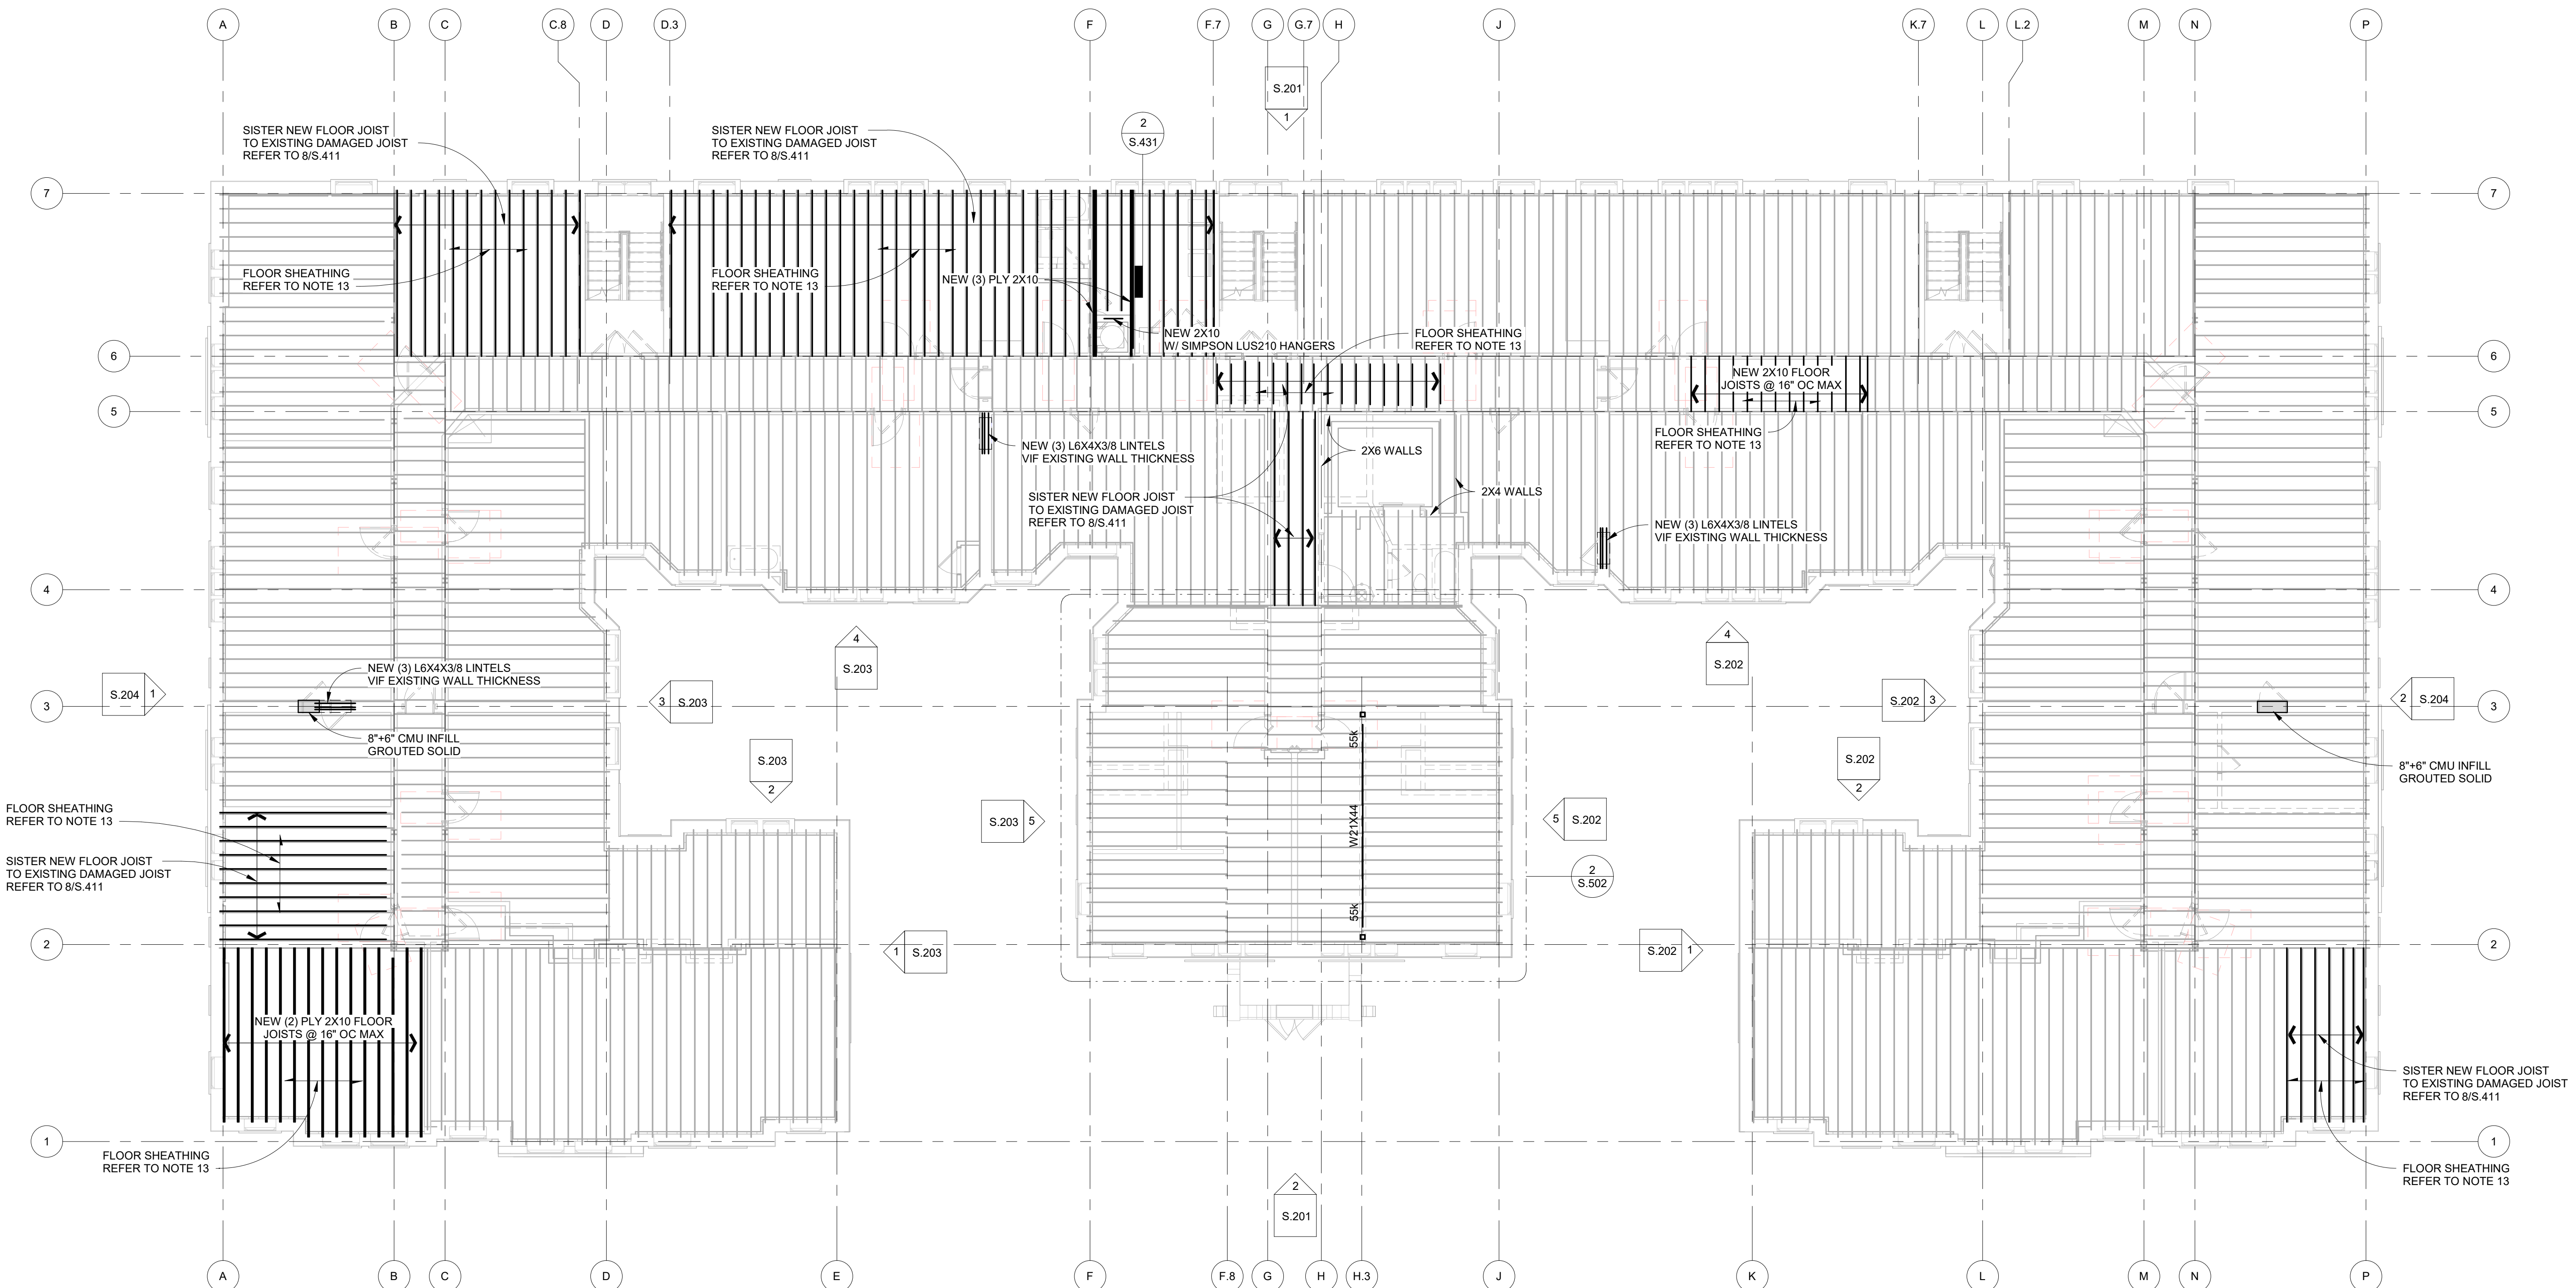 A
B
C
C.8
D
D.3
F
F.7
G
G.7
H
J
K.7
L
L.2
M
N
P
S.201
1
2
S.431
SISTER NEW FLOOR JOIST
TO EXISTING DAMAGED JOIST
REFER TO 8/S.411
SISTER NEW FLOOR JOIST
TO EXISTING DAMAGED JOIST
REFER TO 8/S.411
7
7
FLOOR SHEATHING
REFER TO NOTE 13
FLOOR SHEATHING
REFER TO NOTE 13
NEW (3) PLY 2X10
NEW 2X10
W/ SIMPSON LUS210 HANGERS
FLOOR SHEATHING
REFER TO NOTE 13
6
6
NEW 2X10 FLOOR
JOISTS @ 16" OC MAX
5
5
FLOOR SHEATHING
REFER TO NOTE 13
NEW (3) L6X4X3/8 LINTELS
VIF EXISTING WALL THICKNESS
2X6 WALLS
2X4 WALLS
SISTER NEW FLOOR JOIST
TO EXISTING DAMAGED JOIST
REFER TO 8/S.411
NEW (3) L6X4X3/8 LINTELS
VIF EXISTING WALL THICKNESS
4
4
4
S.203
4
S.202
NEW (3) L6X4X3/8 LINTELS
VIF EXISTING WALL THICKNESS
S.204
1
3
S.203
S.202
3
2
S.204
3
3
8"+6" CMU INFILL
GROUTED SOLID
55k
W21X44
55k
S.203
2
S.202
2
8"+6" CMU INFILL
GROUTED SOLID
FLOOR SHEATHING
REFER TO NOTE 13
S.203
5
5
S.202
SISTER NEW FLOOR JOIST
TO EXISTING DAMAGED JOIST
REFER TO 8/S.411
2
S.502
2
2
1
S.203
S.202
1
NEW (2) PLY 2X10 FLOOR
JOISTS @ 16" OC MAX
SISTER NEW FLOOR JOIST
TO EXISTING DAMAGED JOIST
REFER TO 8/S.411
1
1
FLOOR SHEATHING
REFER TO NOTE 13
FLOOR SHEATHING
REFER TO NOTE 13
2
S.201
A
B
C
D
E
F
F.8
G
H
H.3
J
K
L
M
N
P